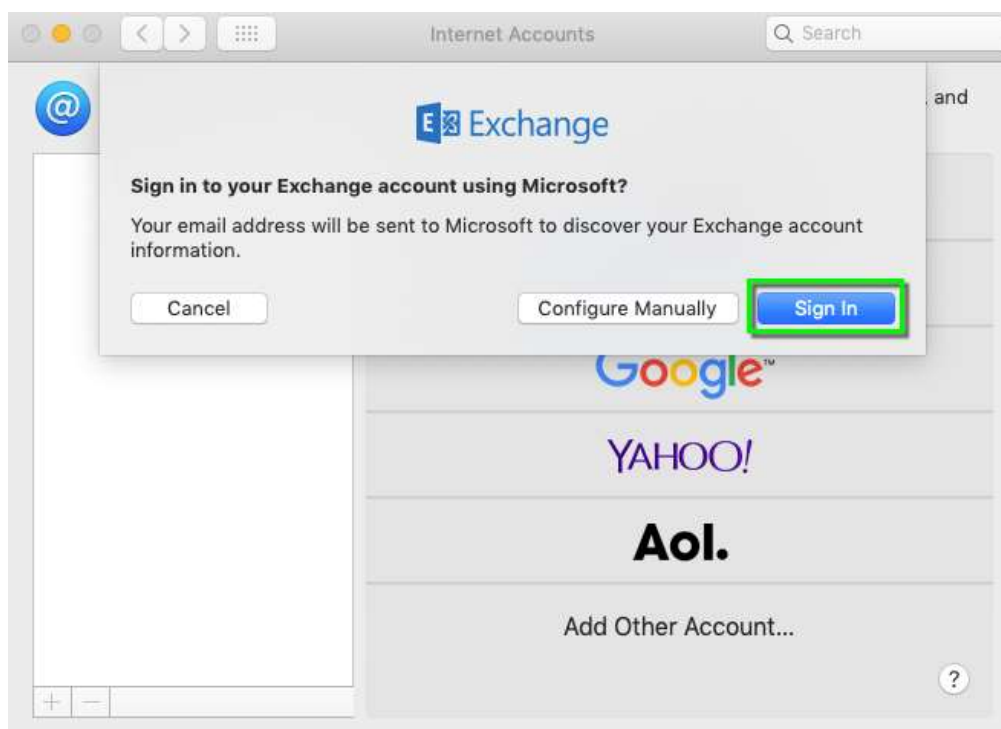 Internet Accounts
Search
@
, and
E Exchange
Sign in to your Exchange account using Microsoft?
Your email address will be sent to Microsoft to discover your Exchange account
information.
Cancel
Configure Manually
Sign In
Google™
YAHOO!
Aol.
Add Other Account...
?
+ −